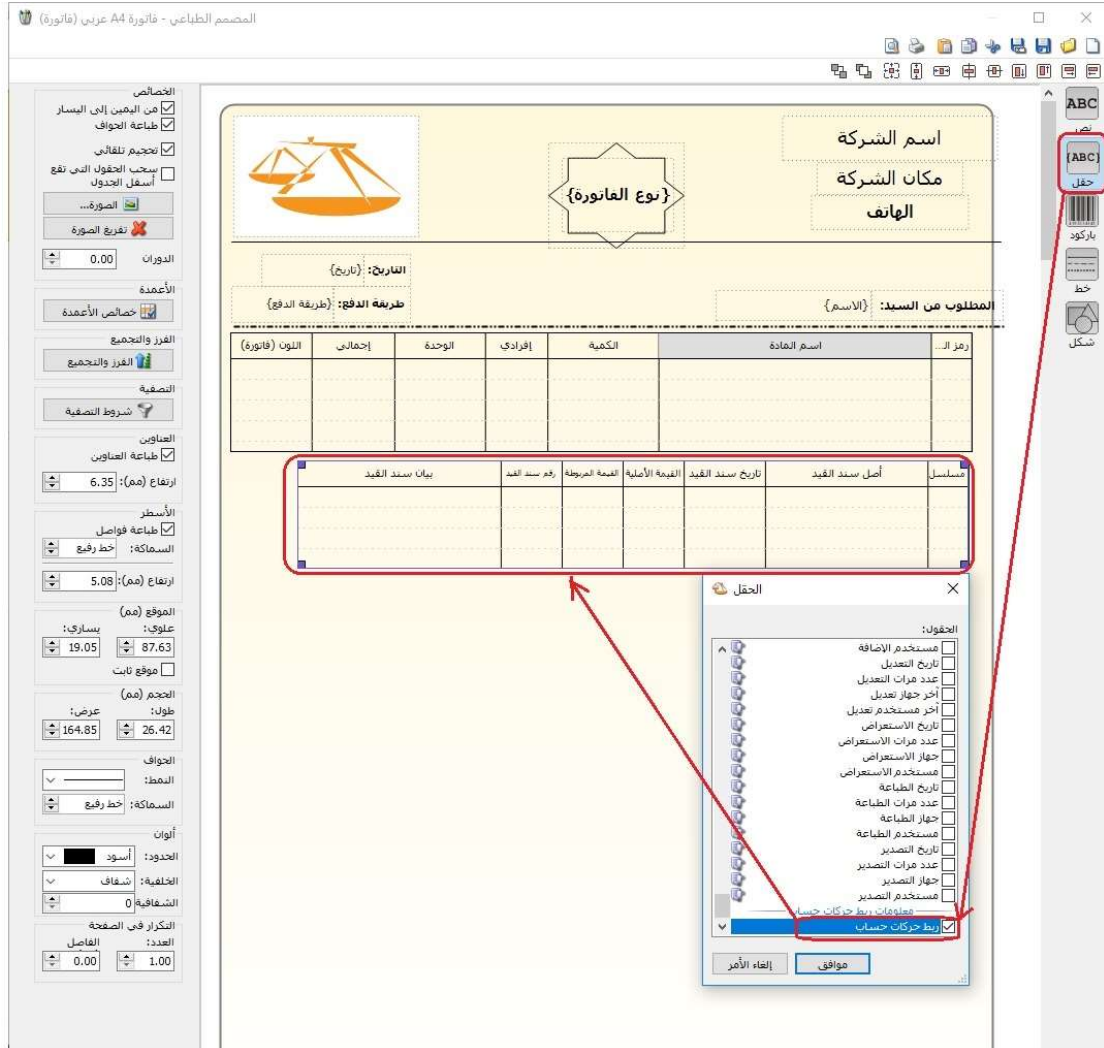 المصمم الطباعي - فاتورة A4 عربي (فاتورة)
ABC
نص
{ABC}
حقل
باركود
خط
شكل
اسم الشركة
مكان الشركة
الهاتف
{نوع الفاتورة}
التاريخ: {تاريخ}
طريقة الدفع: {طريقة الدفع}
المطلوب من السيد: {الاسم}
رمز الـ... اسم المادة الكمية إفرادي الوحدة إجمالي اللون (فاتورة)
مسلسل أصل سند القيد تاريخ سند القيد القيمة الأصلية القيمة المربوطة رقم سند القيد بيان سند القيد
الحقل
الحقول:
مستخدم الإضافة
تاريخ التعديل
عدد مرات التعديل
آخر جهاز تعديل
آخر مستخدم تعديل
تاريخ الاستعراض
عدد مرات الاستعراض
جهاز الاستعراض
مستخدم الاستعراض
تاريخ الطباعة
عدد مرات الطباعة
جهاز الطباعة
مستخدم الطباعة
تاريخ التصدير
عدد مرات التصدير
جهاز التصدير
مستخدم التصدير
معلومات ربط حركات حساب
ربط حركات حساب
موافق إلغاء الأمر
الخصائص
من اليمين إلى اليسار
طباعة الحواف
تحجيم تلقائي
سحب الحقول التي تقع
أسفل الجدول
الصورة...
تفريغ الصورة
الدوران 0.00
الأعمدة
خصائص الأعمدة
الفرز والتجميع
الفرز والتجميع
التصفية
شروط التصفية
العناوين
طباعة العناوين
ارتفاع (مم): 6.35
الأسطر
طباعة فواصل
السماكة: خط رفيع
ارتفاع (مم): 5.08
الموقع (مم)
علوي: يساري:
87.63 19.05
موقع ثابت
الحجم (مم)
طول: عرض:
26.42 164.85
الحواف
النمط:
السماكة: خط رفيع
ألوان
الحدود: أسود
الخلفية: شفاف
الشفافية 0
التكرار في الصفحة
العدد: الفاصل
1.00 0.00